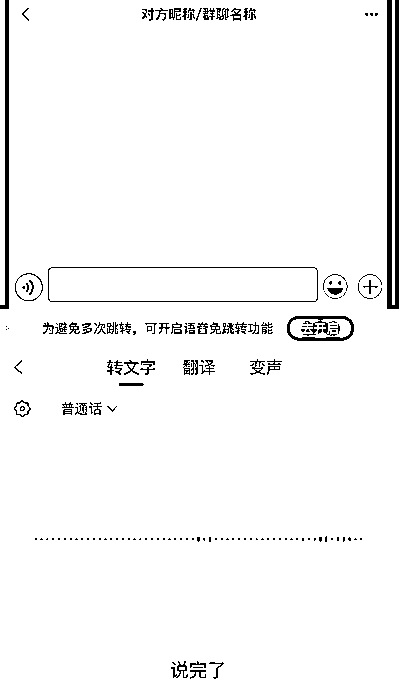 对方昵称/群聊名称
为避免多次跳转，可开启语音免跳转功能 去开启
转文字 翻译 变声
普通话
说完了